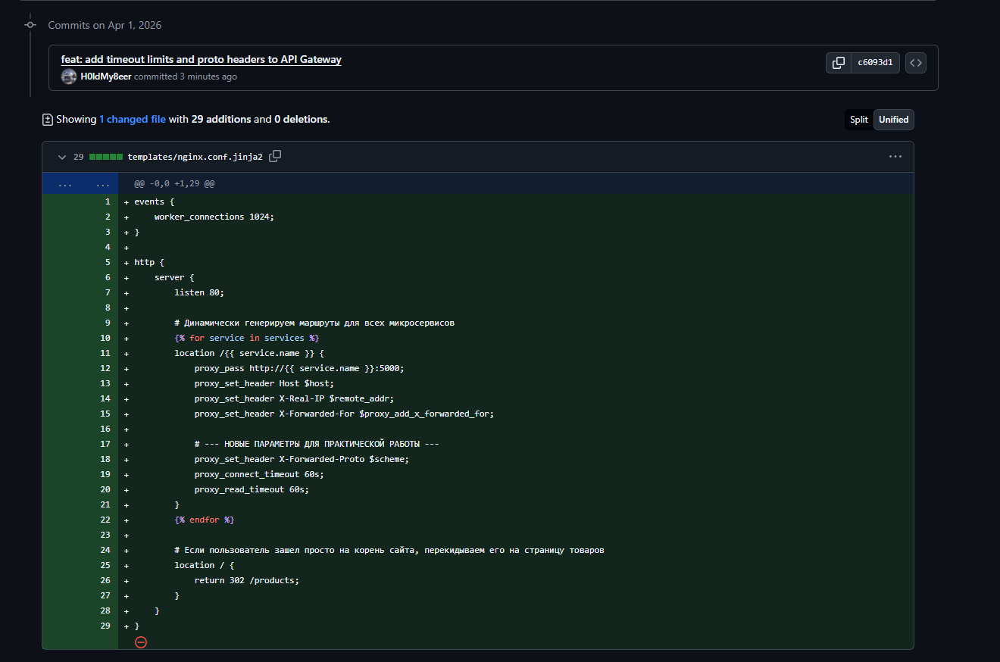 Commits on Apr 1, 2026
feat: add timeout limits and proto headers to API Gateway
c6093d1
H0ldMy8eer committed 3 minutes ago
Showing 1 changed file with 29 additions and 0 deletions.
Split Unified
29 templates/nginx.conf.jinja2
... ... @@ -0,0 +1,29 @@
1 + events {
2 +     worker_connections 1024;
3 + }
4 +
5 + http {
6 +     server {
7 +         listen 80;
8 +
9 +         # Динамически генерируем маршруты для всех микросервисов
10 +         {% for service in services %}
11 +         location /{{ service.name }} {
12 +             proxy_pass http://{{ service.name }}:5000;
13 +             proxy_set_header Host $host;
14 +             proxy_set_header X-Real-IP $remote_addr;
15 +             proxy_set_header X-Forwarded-For $proxy_add_x_forwarded_for;
16 +
17 +             # --- НОВЫЕ ПАРАМЕТРЫ ДЛЯ ПРАКТИЧЕСКОЙ РАБОТЫ ---
18 +             proxy_set_header X-Forwarded-Proto $scheme;
19 +             proxy_connect_timeout 60s;
20 +             proxy_read_timeout 60s;
21 +         }
22 +         {% endfor %}
23 +
24 +         # Если пользователь зашел просто на корень сайта, перекидываем его на страницу товаров
25 +         location / {
26 +             return 302 /products;
27 +         }
28 +     }
29 + }